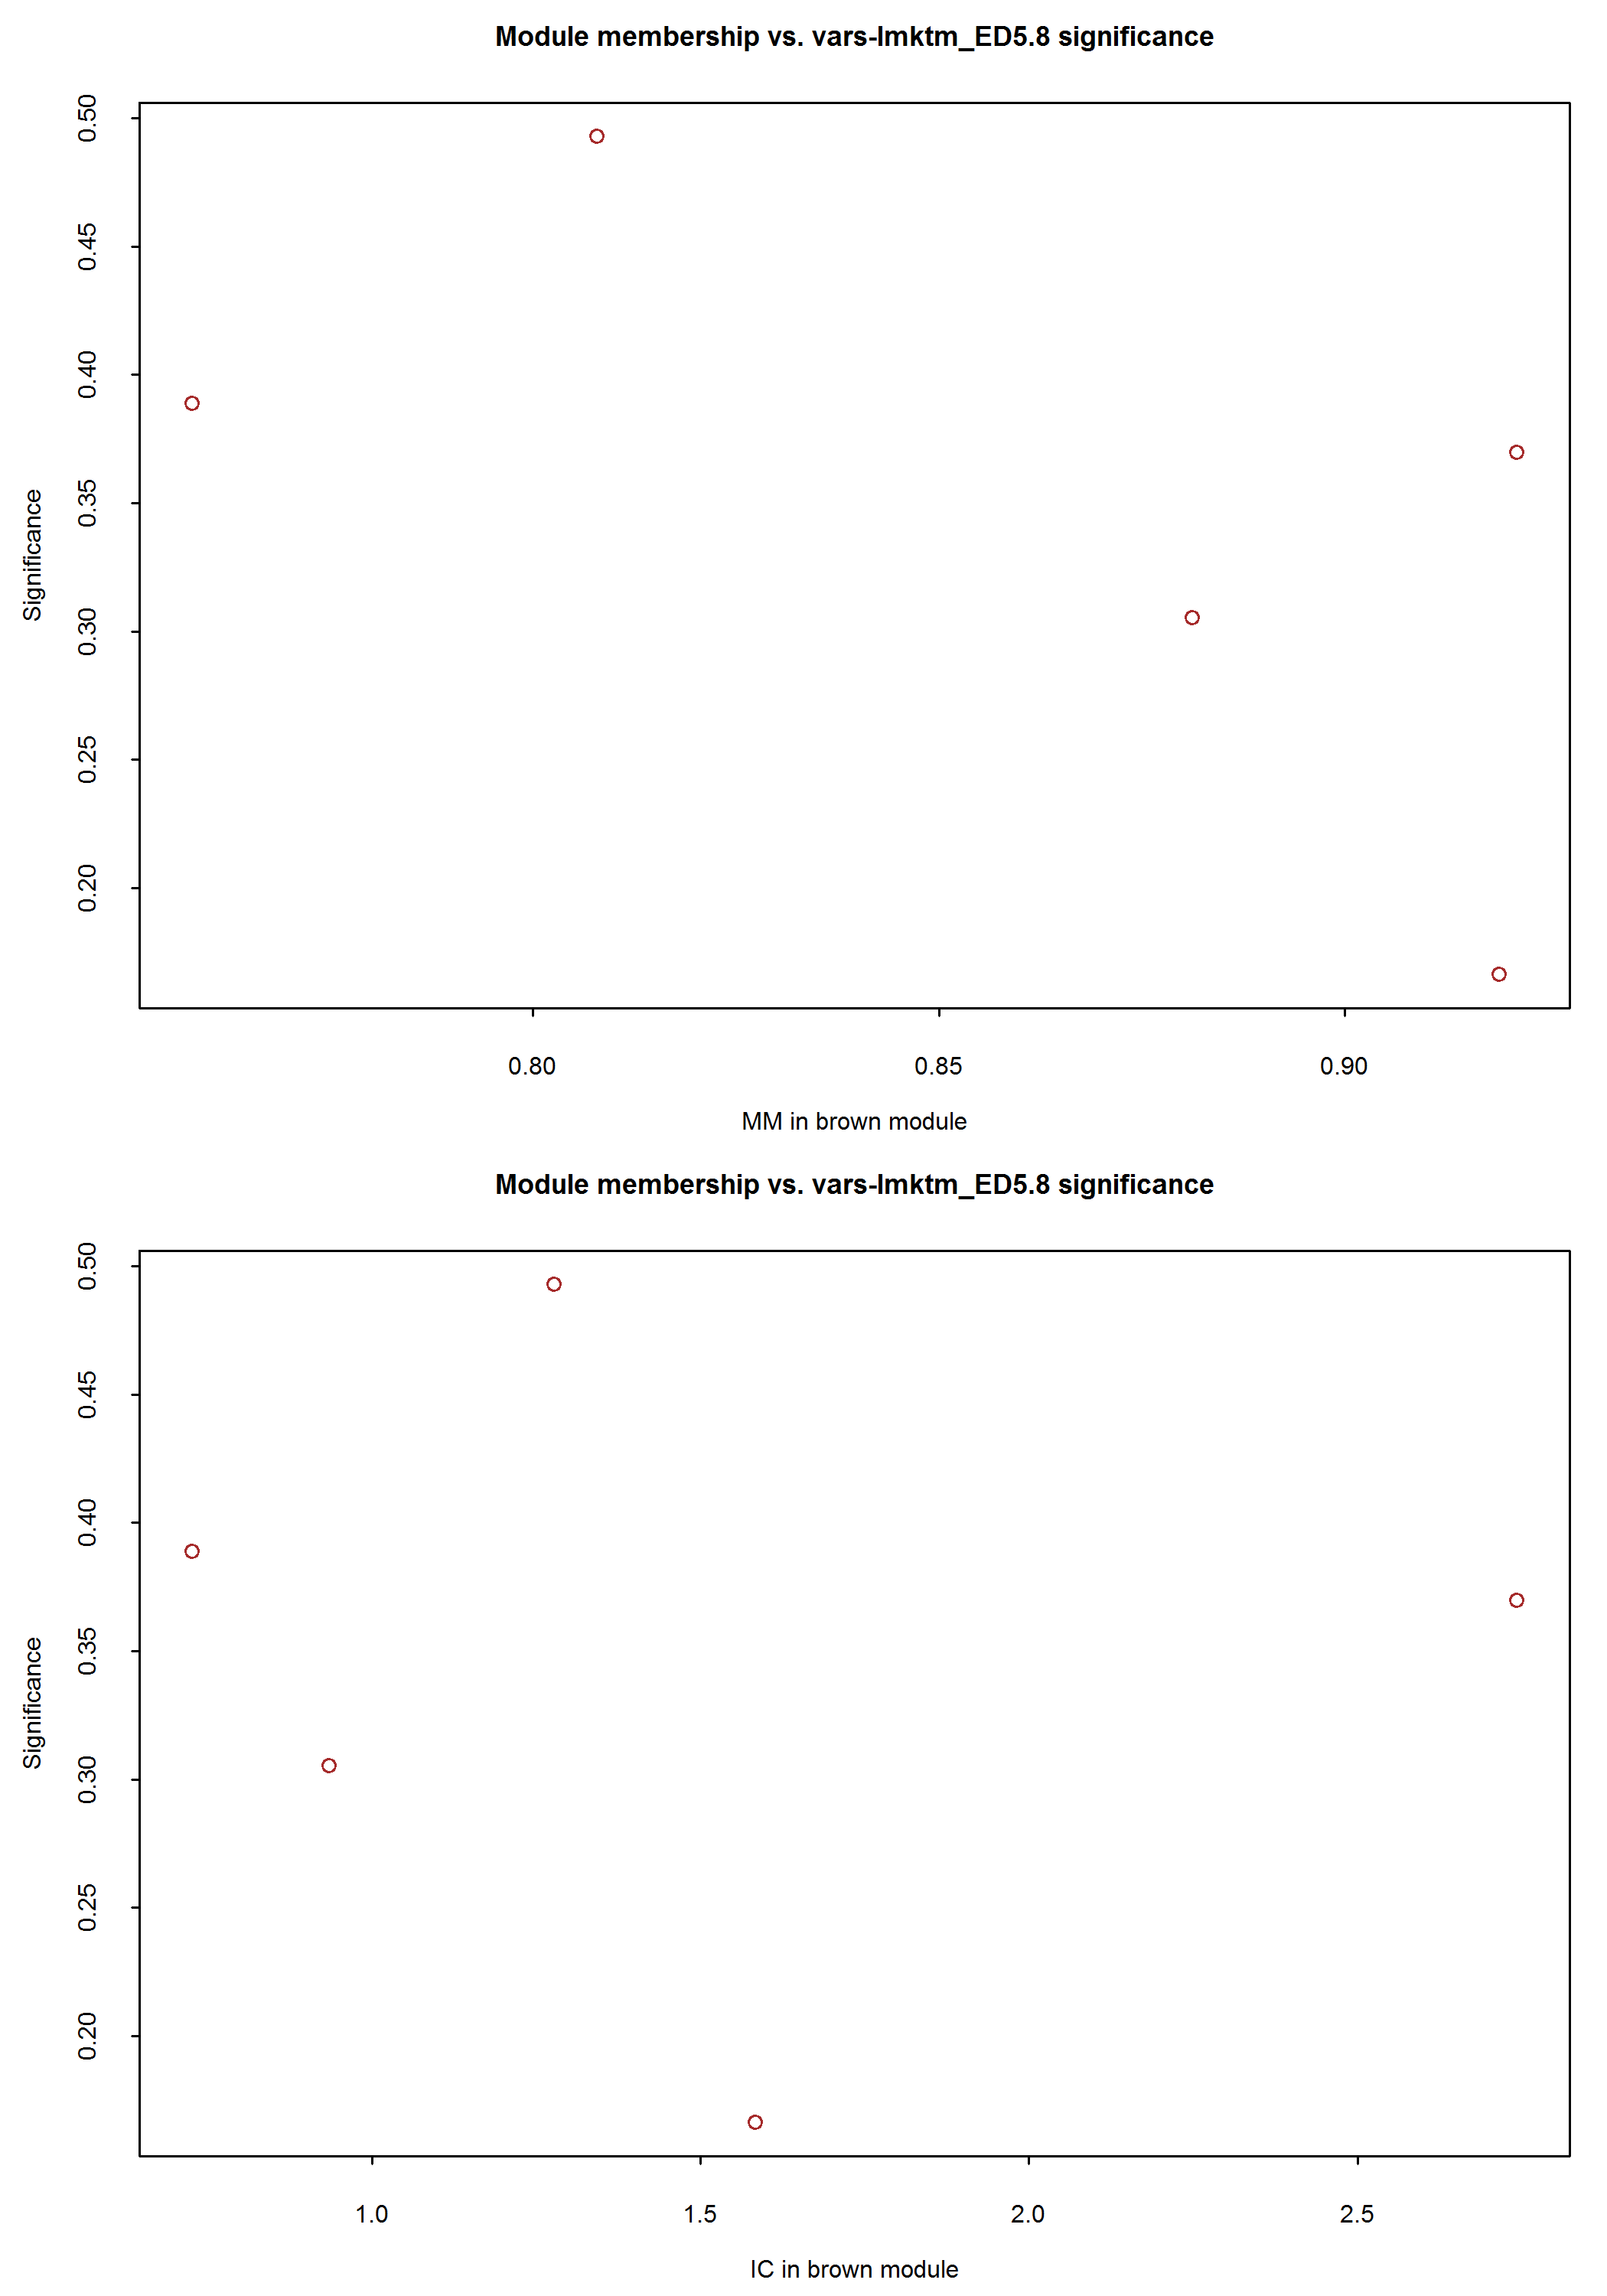 Module membership vs. vars-lmktm_ED5.8 significance
0.50
0.45
0.40
0.35
0.30
0.25
0.20
Significance
0.80 0.85 0.90
MM in brown module
Module membership vs. vars-lmktm_ED5.8 significance
0.50
0.45
0.40
0.35
0.30
0.25
0.20
Significance
1.0 1.5 2.0 2.5
IC in brown module